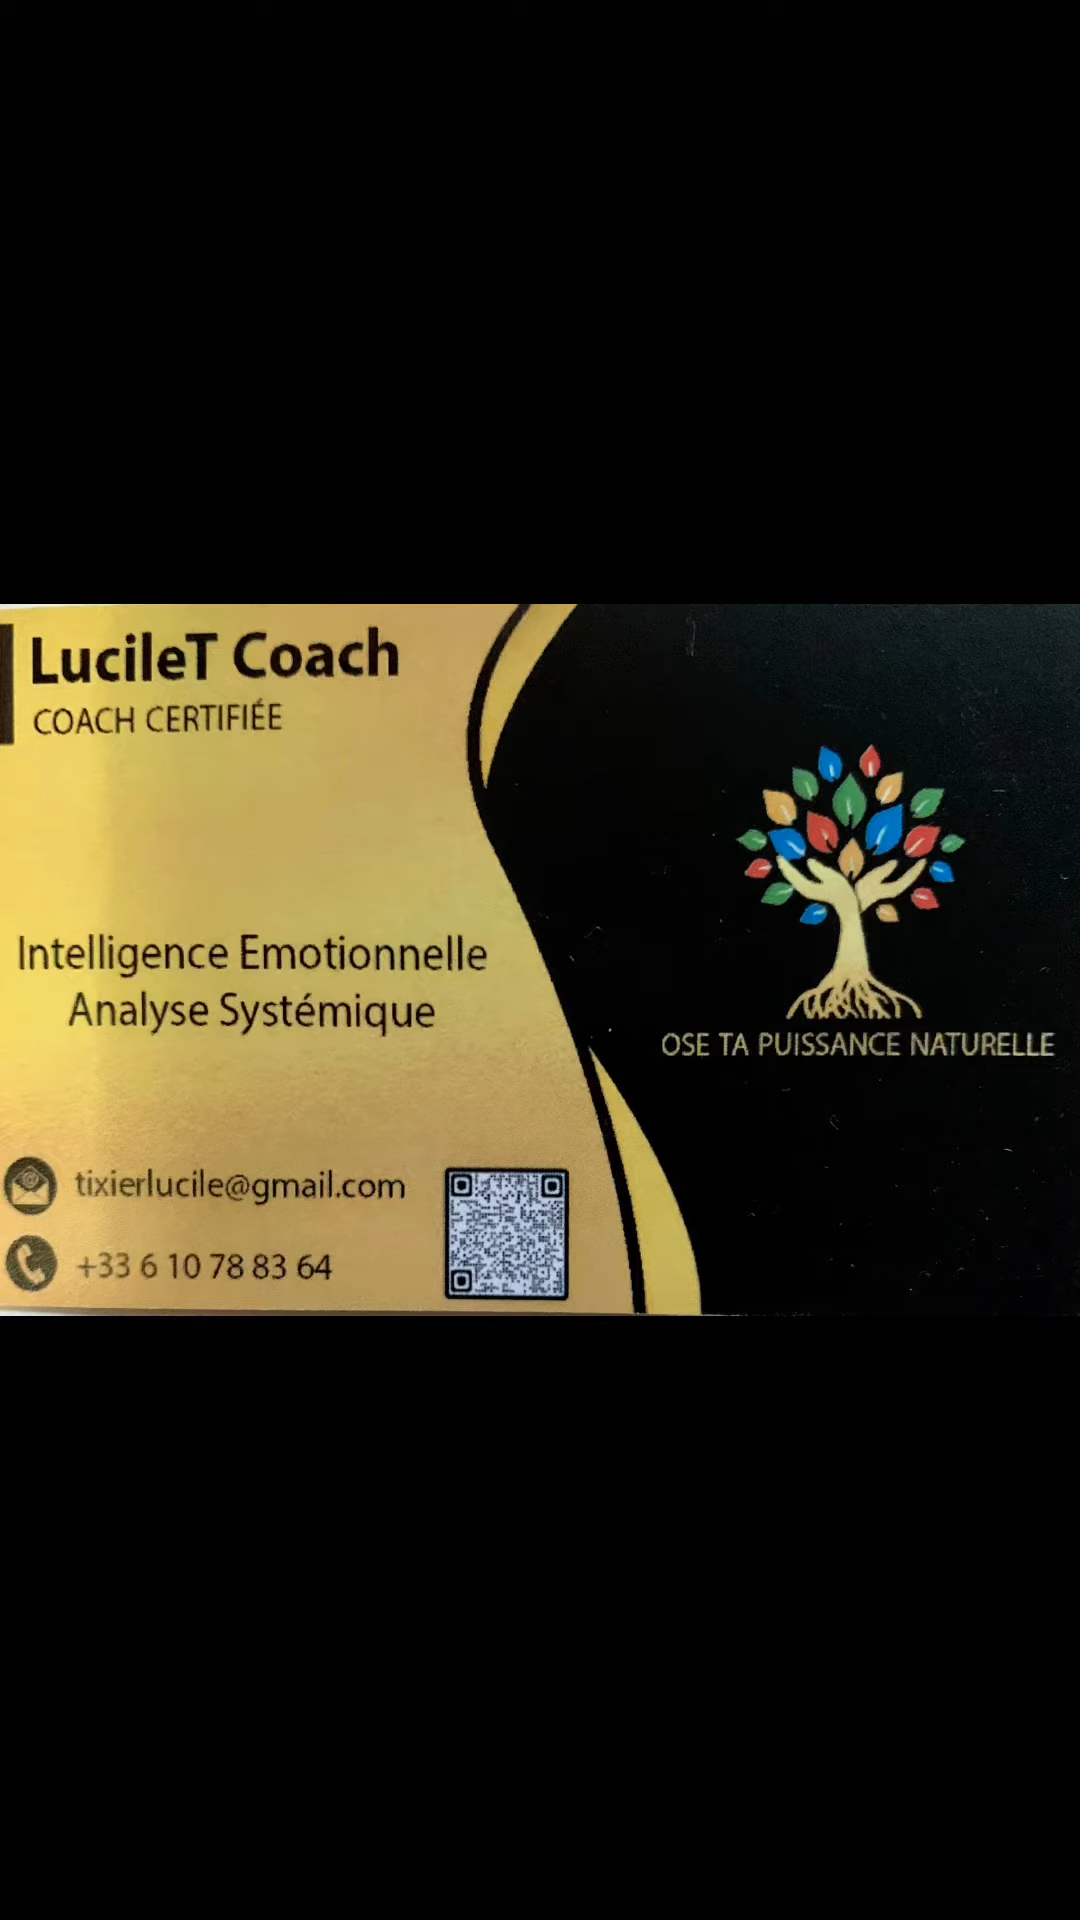 LucileT Coach
COACH CERTIFIÉE
Intelligence Emotionnelle
Analyse Systémique
tixierlucile@gmail.com
+33 6 10 78 83 64
OSE TA PUISSANCE NATURELLE